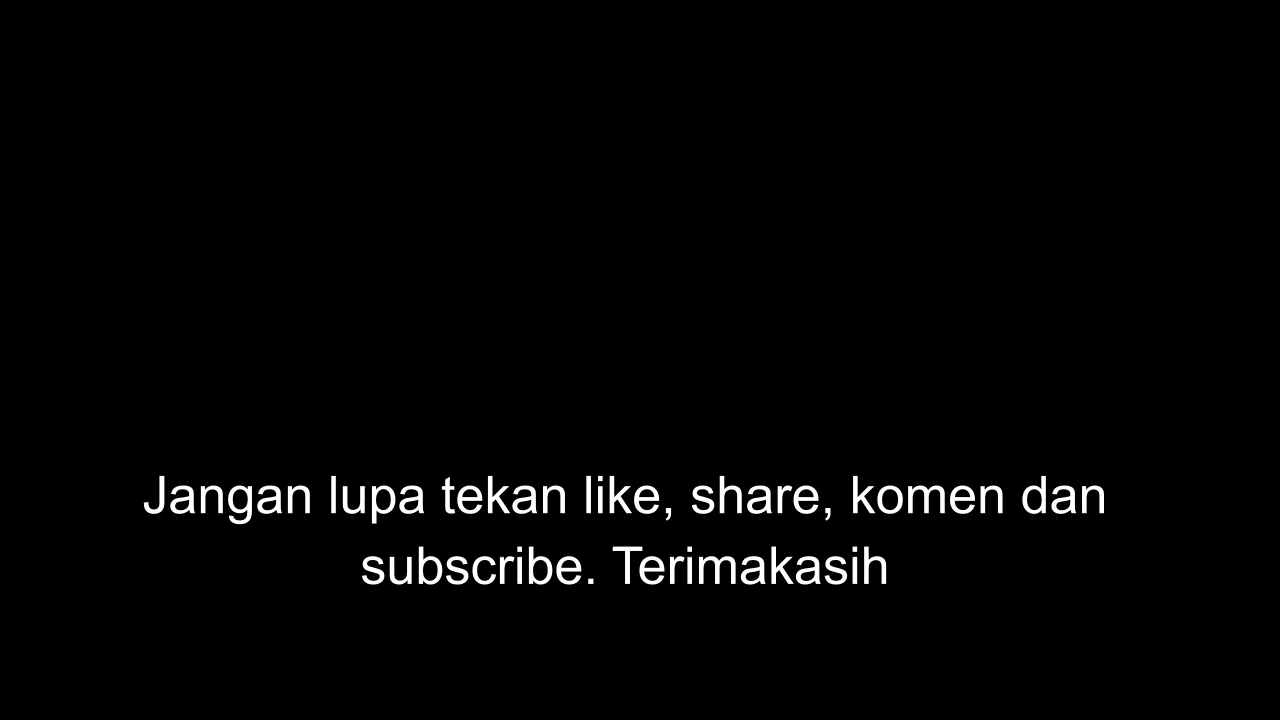 Jangan lupa tekan like, share, komen dan
subscribe. Terimakasih